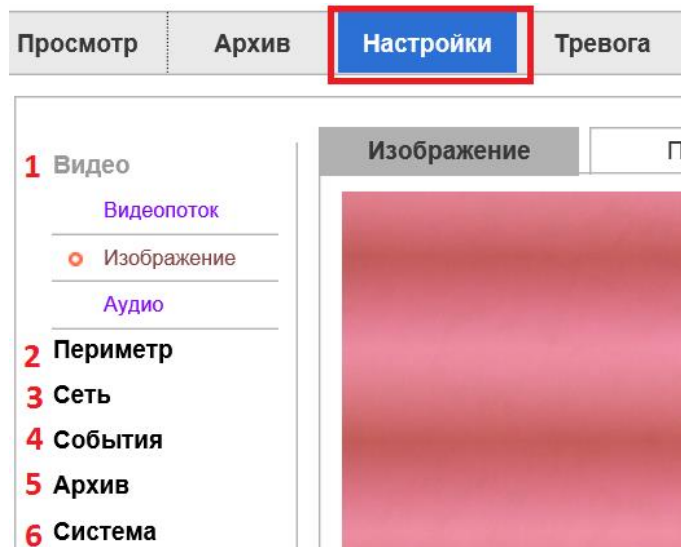 Просмотр Архив Настройки Тревога
Изображение П
1 Видео
Видеопоток
Изображение
Аудио
2 Периметр
3 Сеть
4 События
5 Архив
6 Система